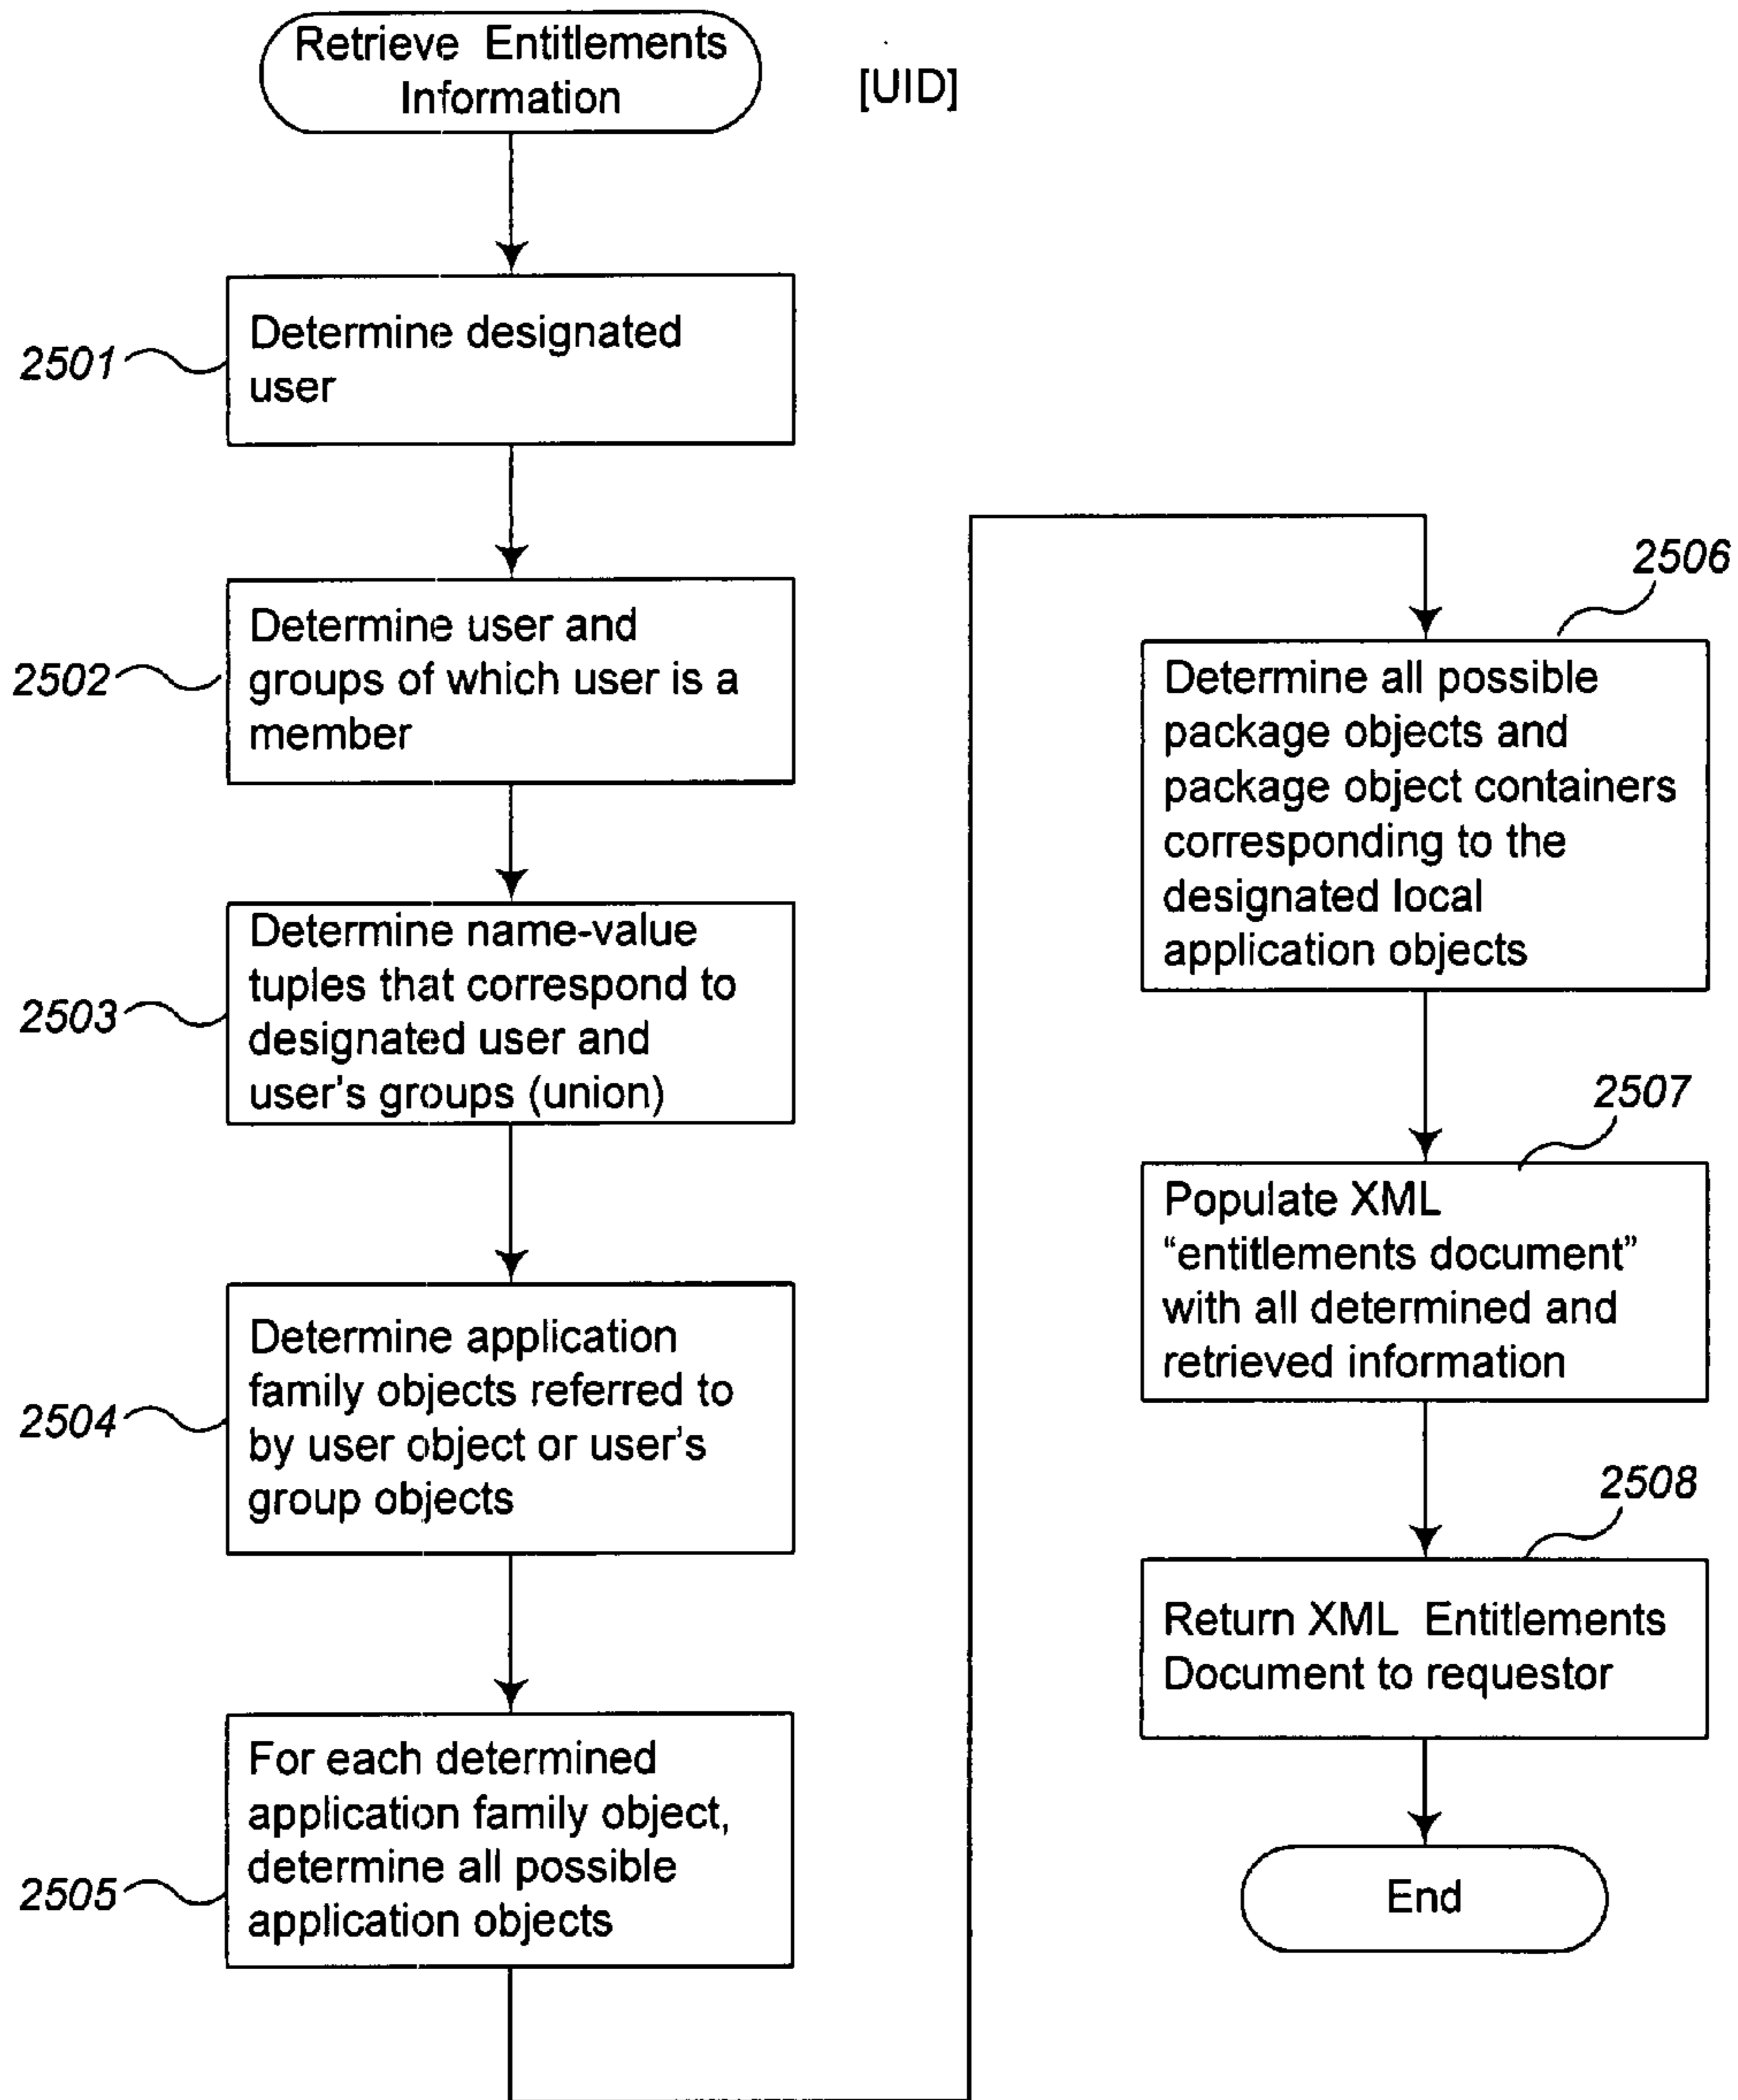 Retrieve Entitlements
Information
[UID]
2501
Determine designated
user
2502
Determine user and
groups of which user is a
member
2503
Determine name-value
tuples that correspond to
designated user and
user's groups (union)
2504
Determine application
family objects referred to
by user object or user's
group objects
2505
For each determined
application family object,
determine all possible
application objects
2506
Determine all possible
package objects and
package object containers
corresponding to the
designated local
application objects
2507
Populate XML
“entitlements document”
with all determined and
retrieved information
2508
Return XML Entitlements
Document to requestor
End